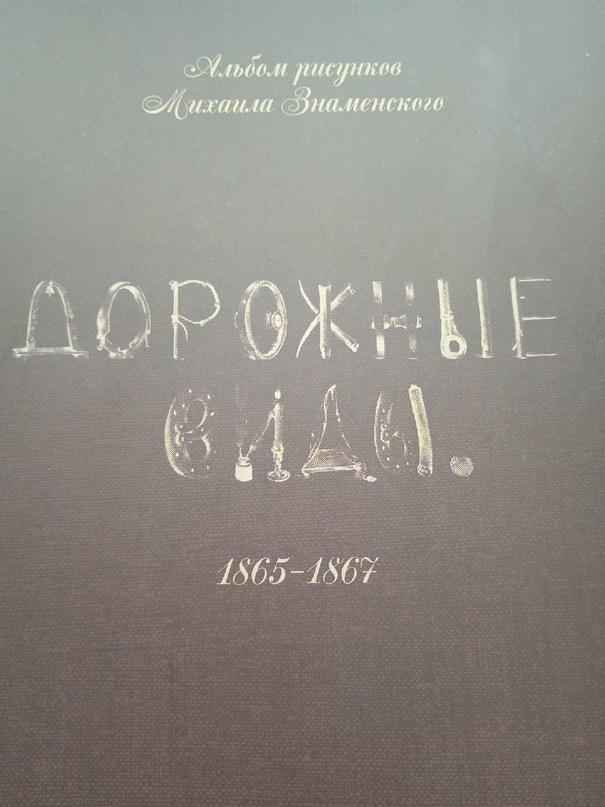 Альбом рисунков
Михаила Знаменского
ДОРОЖНЫЕ
ВИДЫ.
1865-1867